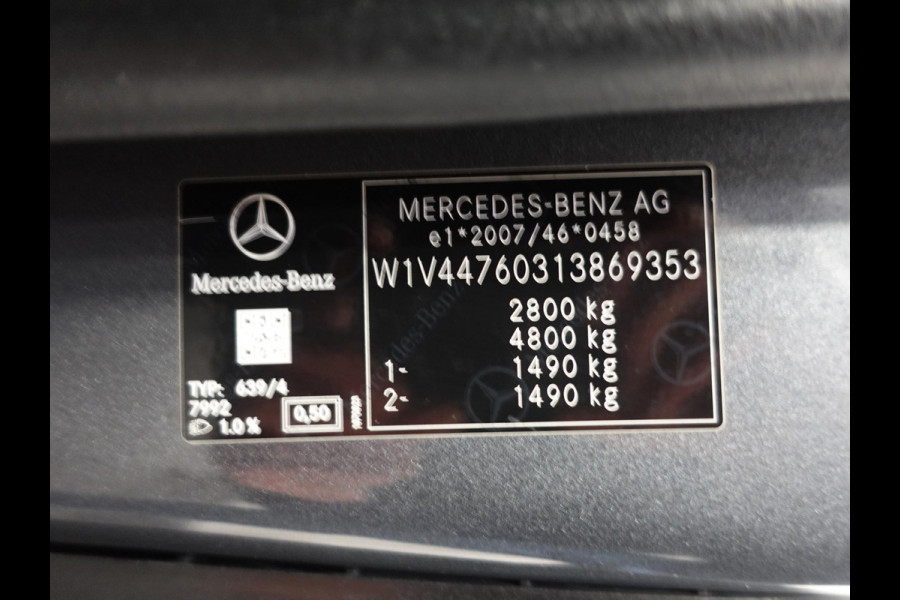 Mercedes-Benz
TYP: 639/4
7992
1.0 %
0,50
MERCEDES-BENZ AG
e1*2007/46*0458
W1V44760313869353
2800 kg
4800 kg
1- 1490 kg
2- 1490 kg